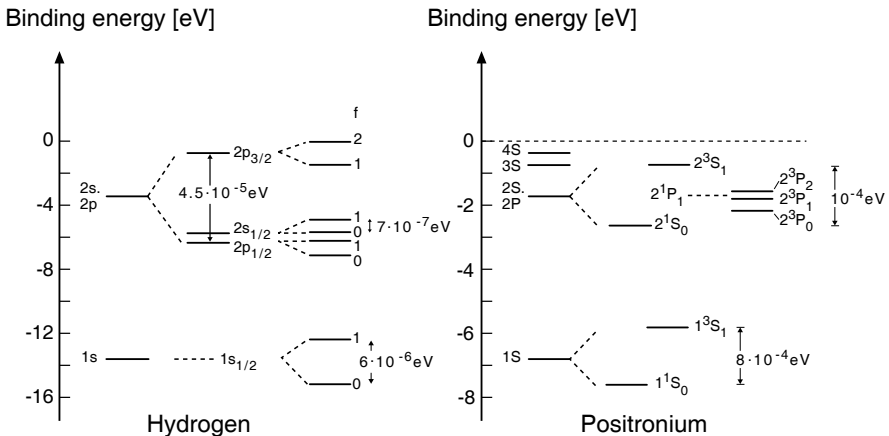 Binding energy [eV]
f
0
-4
-8
-12
-16
2s.
2p
1s
2p3/2
4.5·10-5eV
2s1/2
2p1/2
1s1/2
2
1
1
0
1
0
7·10-7eV
1
0
6·10-6eV
Hydrogen
Binding energy [eV]
0
-2
-4
-6
-8
4S
3S
2S.
2P
1S
2³S₁
2¹P₁
2¹S₀
2³P₂
2³P₁
2³P₀
10-4eV
1³S₁
8·10-4eV
1¹S₀
Positronium